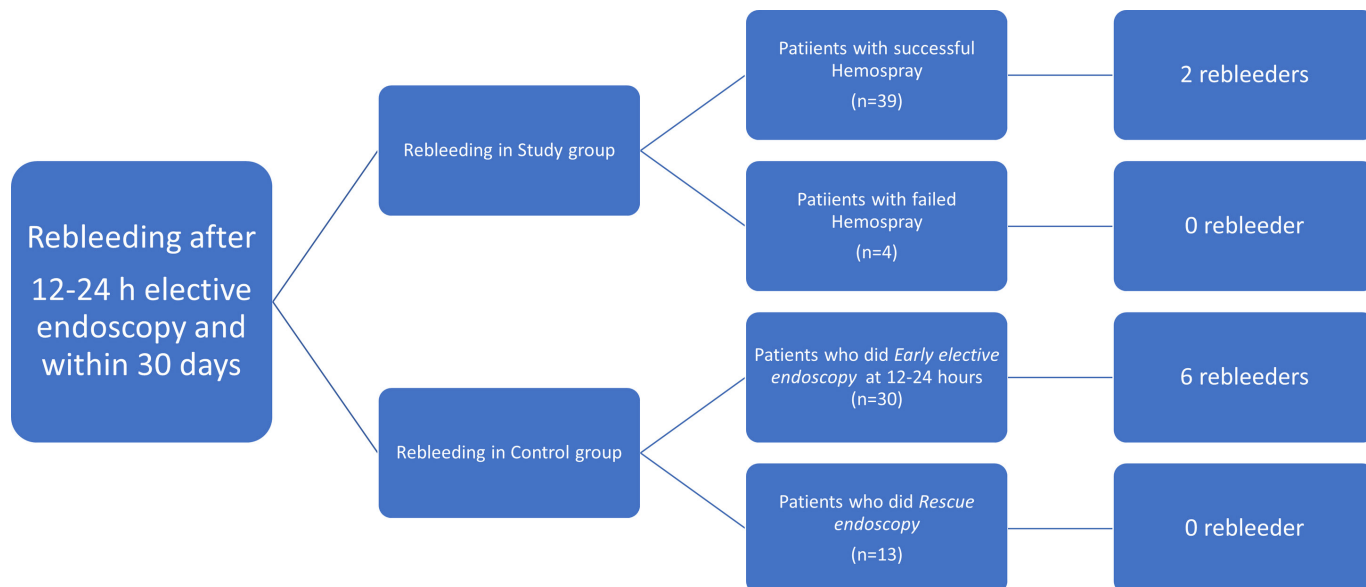 Rebleeding after
12-24 h elective
endoscopy and
within 30 days
Rebleeding in Study group
Patiients with successful
Hemospray
(n=39)
2 rebleeders
Patiients with failed
Hemospray
(n=4)
0 rebleeder
Rebleeding in Control group
Patients who did Early elective
endoscopy at 12-24 hours
(n=30)
6 rebleeders
Patients who did Rescue
endoscopy
(n=13)
0 rebleeder